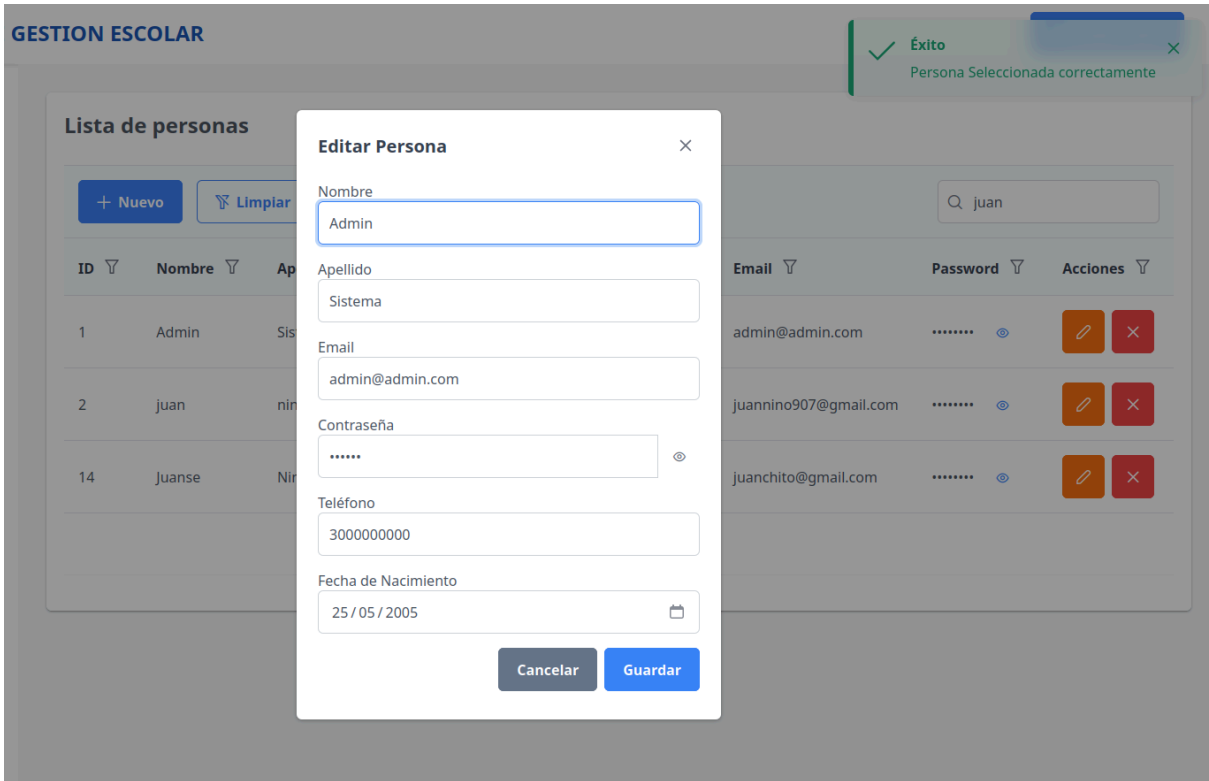 GESTION ESCOLAR
Éxito
Persona Seleccionada correctamente
Lista de personas
Nuevo
Limpiar
juan
ID Nombre Ap Email Password Acciones
1 Admin Sis admin@admin.com ••••••••
2 juan nin juannino907@gmail.com ••••••••
14 Juanse Nir juanchito@gmail.com ••••••••
Editar Persona
Nombre
Admin
Apellido
Sistema
Email
admin@admin.com
Contraseña
••••••
Teléfono
3000000000
Fecha de Nacimiento
25/05/2005
Cancelar Guardar